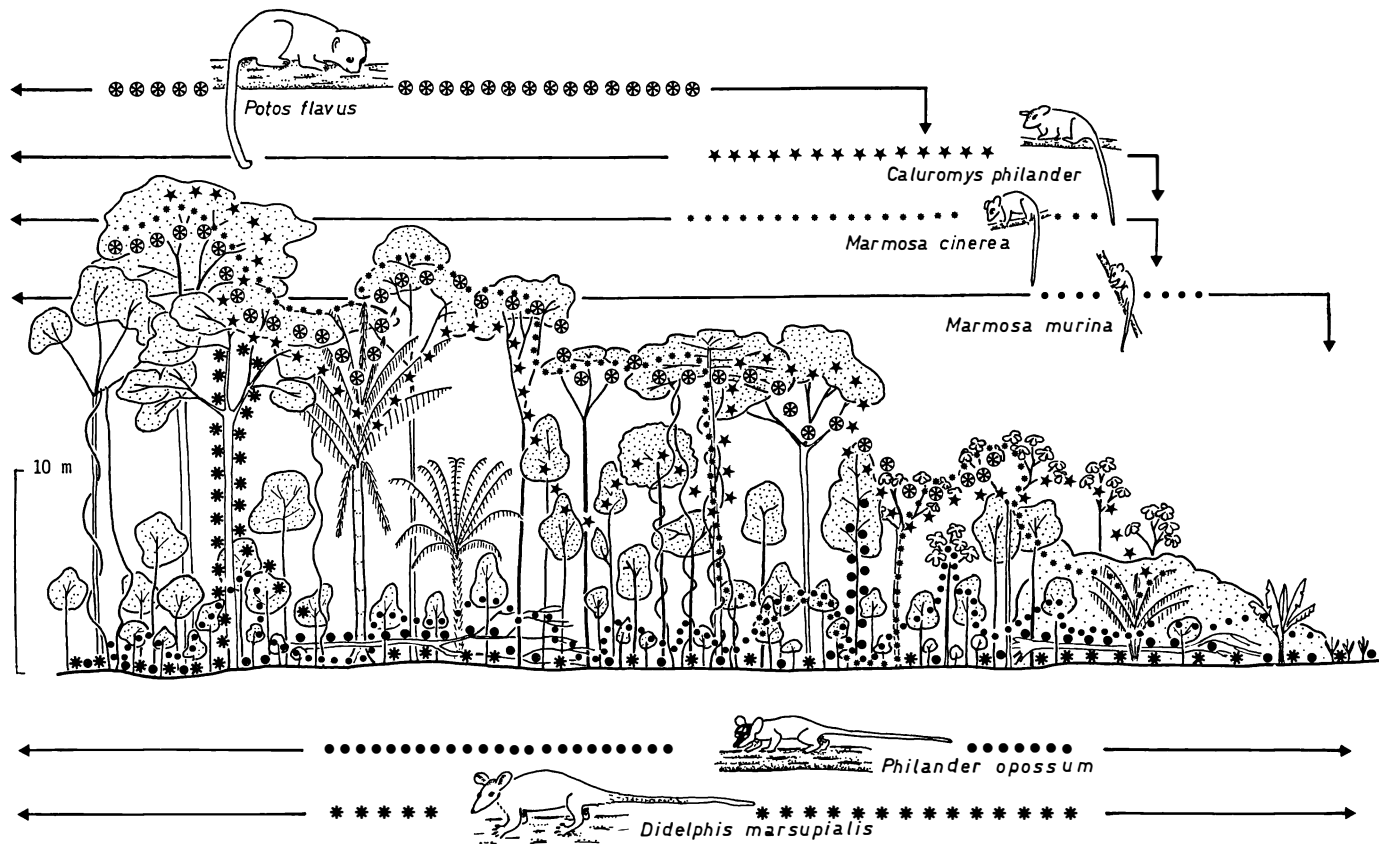 Potos flavus
Caluromys philander
Marmosa cinerea
Marmosa murina
10 m
Philander opossum
Didelphis marsupialis